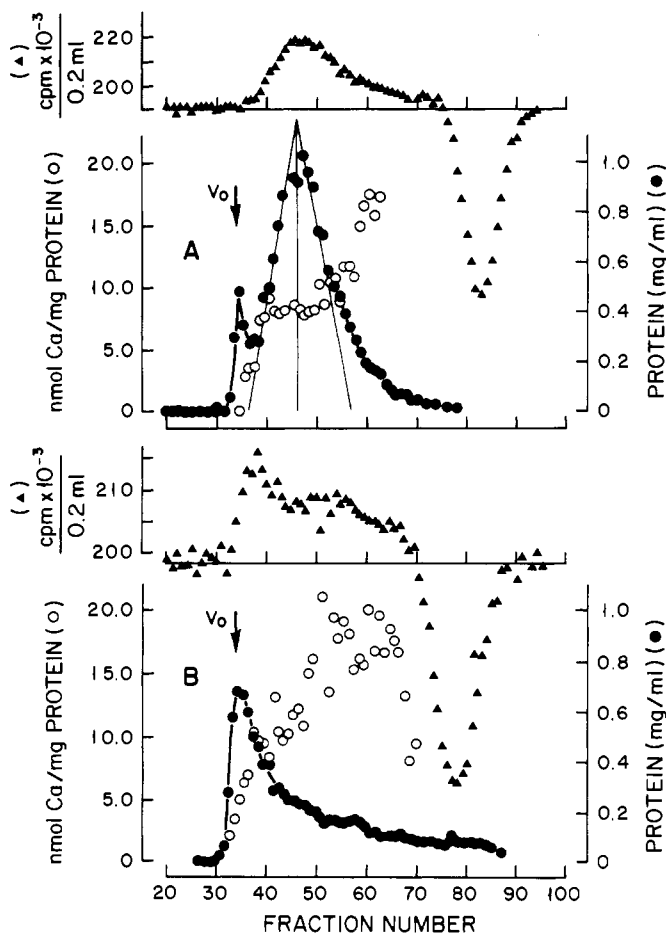 (▲)
cpm x 10⁻³
0.2 ml
220
210
200
190
nmol Ca/mg PROTEIN (○)
20.0
15.0
10.0
5.0
0
V₀
A
1.0
0.8
0.6
0.4
0.2
0
PROTEIN (mg/ml) (●)
(▲)
cpm x 10⁻³
0.2 ml
210
200
nmol Ca/mg PROTEIN (○)
20.0
15.0
10.0
5.0
0
V₀
B
1.0
0.8
0.6
0.4
0.2
0
PROTEIN (mg/ml) (●)
20 30 40 50 60 70 80 90 100
FRACTION NUMBER